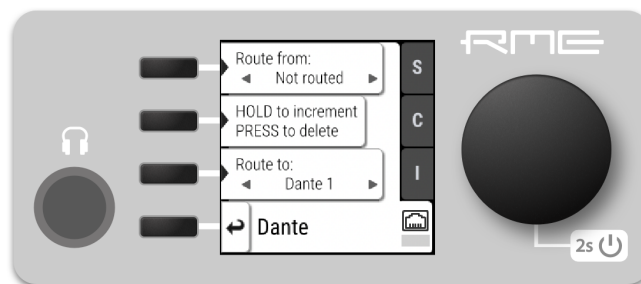 RME
Route from:
Not routed
S
HOLD to increment
PRESS to delete
C
Route to:
Dante 1
I
Dante
2s